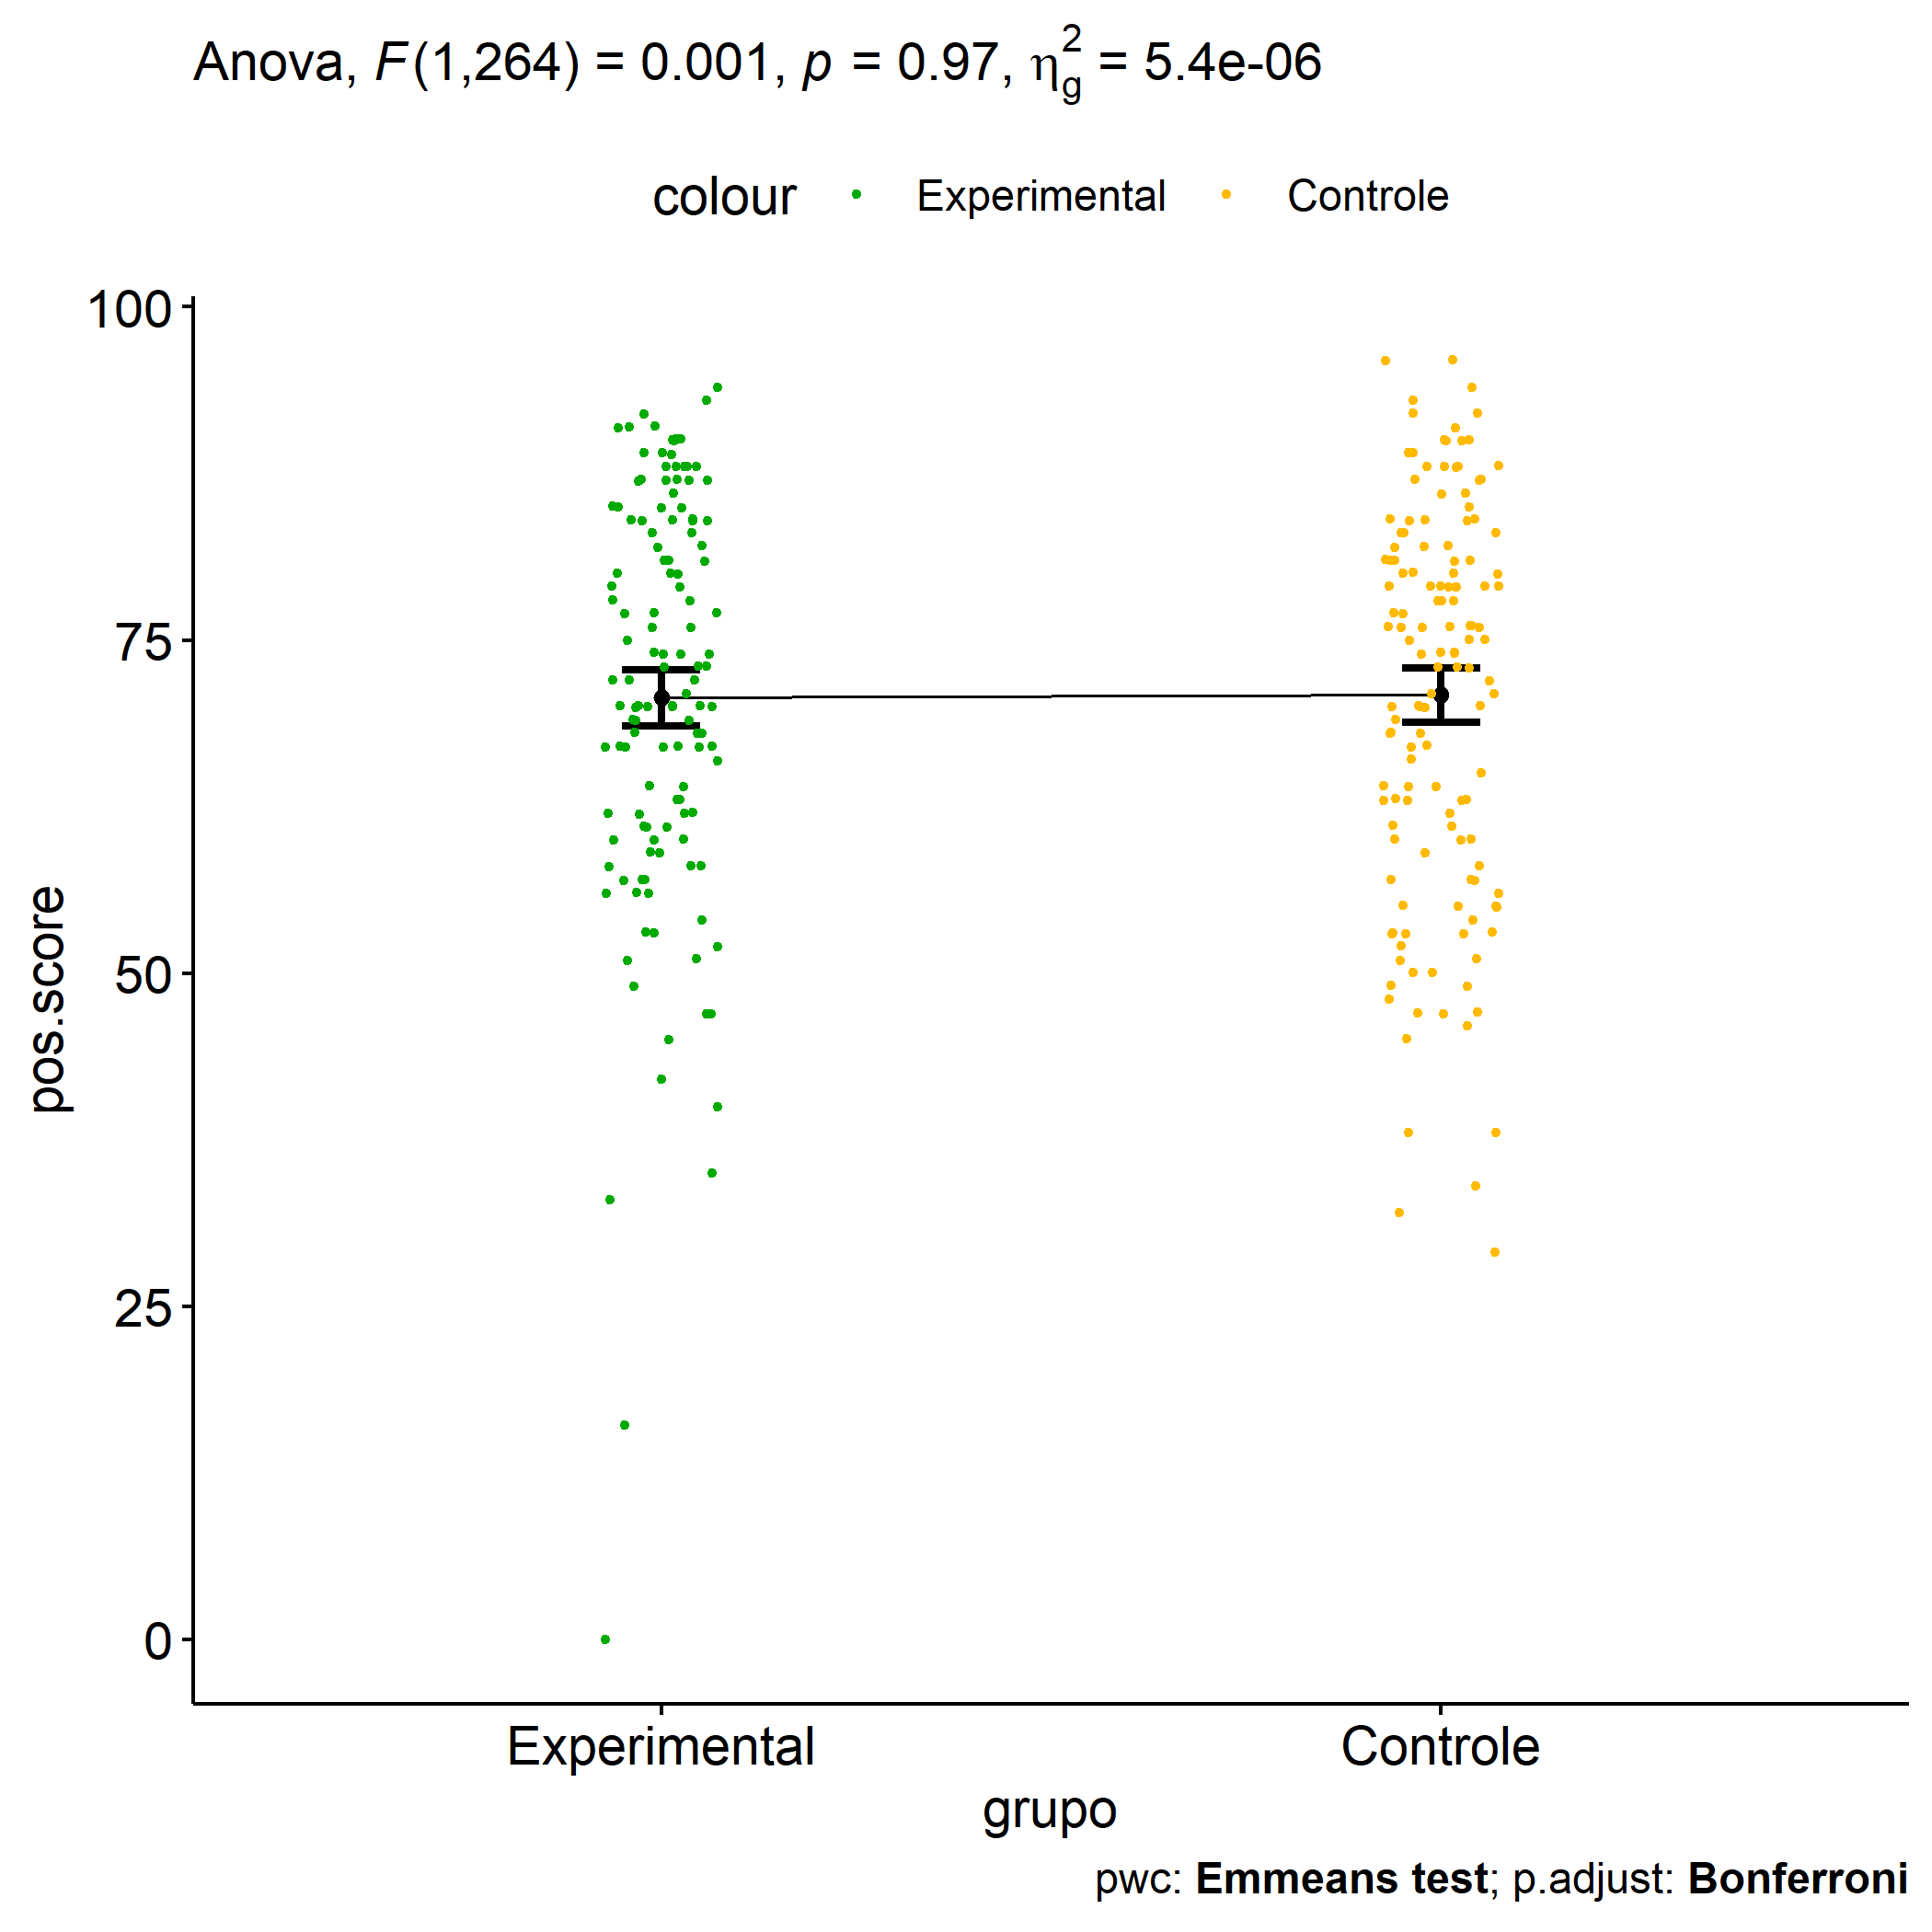 Anova, F(1,264) = 0.001, p = 0.97, η²g = 5.4e-06
colour Experimental Controle
100
75
50
25
0
pos.score
Experimental Controle
grupo
pwc: Emmeans test; p.adjust: Bonferroni